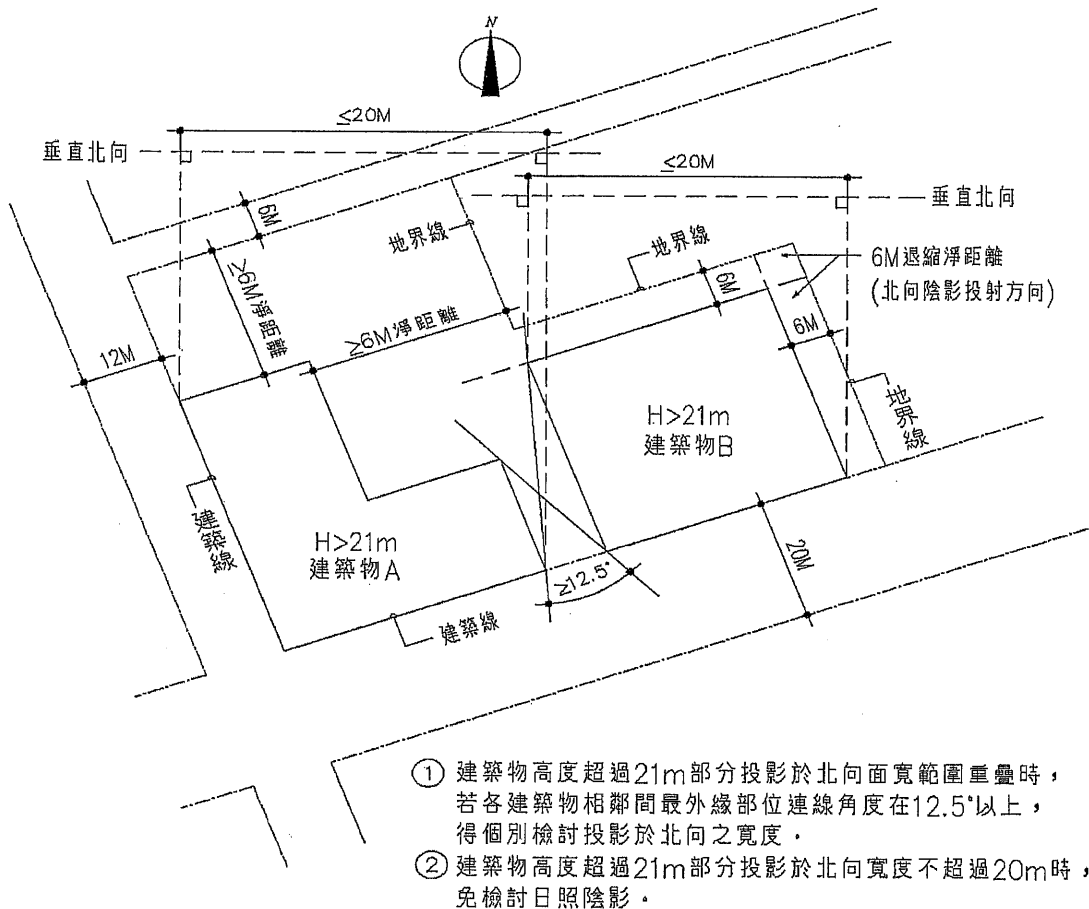 N
≤20M
垂直北向
≤20M
垂直北向
6M
地界線
地界線
6M退縮淨距離
(北向陰影投射方向)
≥6M淨距離
≥6M淨距離
6M
6M
12M
地界線
H>21m
建築物B
建築線
H>21m
建築物A
≥12.5°
20M
建築線
① 建築物高度超過21m部分投影於北向面寬範圍重疊時，
若各建築物相鄰間最外緣部位連線角度在12.5°以上，
得個別檢討投影於北向之寬度．
② 建築物高度超過21m部分投影於北向寬度不超過20m時，
免檢討日照陰影．